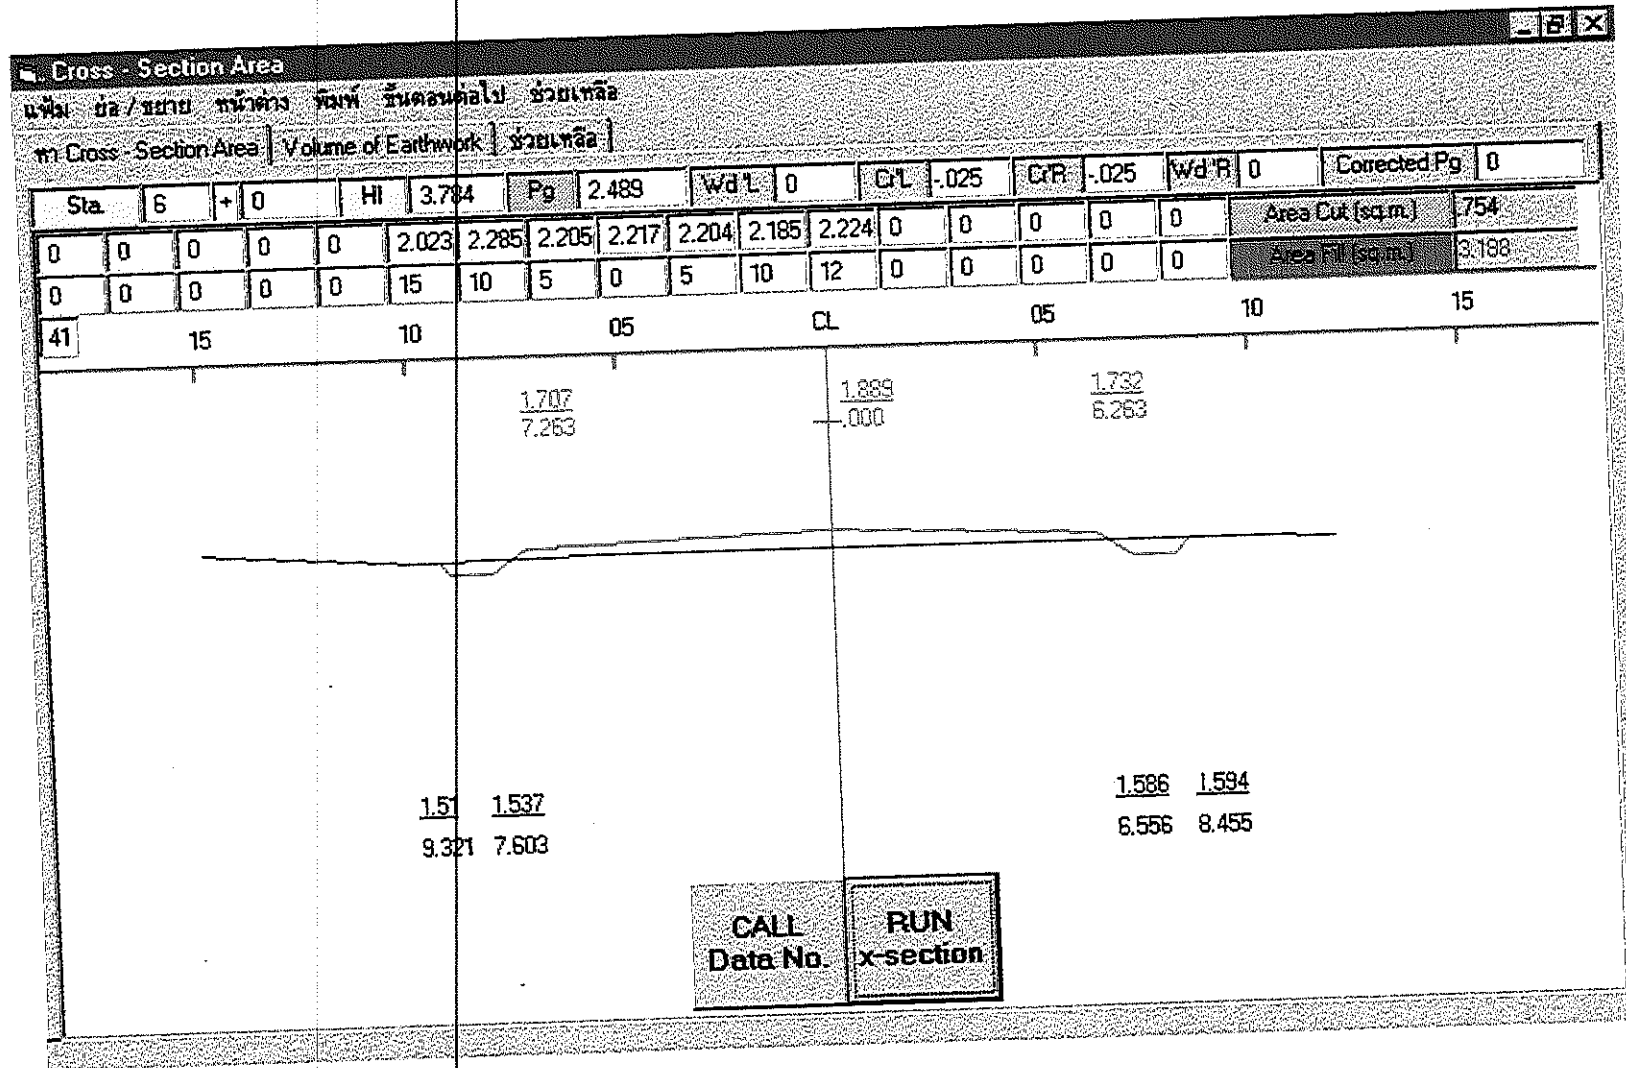 Cross - Section Area
แฟ้ม ย่อ / ขยาย หน้าต่าง พิมพ์ ขั้นตอนต่อไป ช่วยเหลือ
หา Cross - Section Area Volume of Earthwork ช่วยเหลือ
Sta. 6 + 0 HI 3.784 Pg 2.489 Wd'L 0 Cr'L -.025 Cr'R -.025 Wd'R 0 Corrected Pg 0
0 0 0 0 0 2.023 2.285 2.205 2.217 2.204 2.185 2.224 0 0 0 0 0 Area Cut (sq.m.) .754
0 0 0 0 0 15 10 5 0 5 10 12 0 0 0 0 0 Area Fill (sq.m.) 3.188
41 15 10 05 CL 05 10 15
1.707 1.889 1.732
7.263 .000 6.263
1.51 1.537 1.586 1.594
9.321 7.603 6.556 8.455
CALL RUN
Data No. x-section